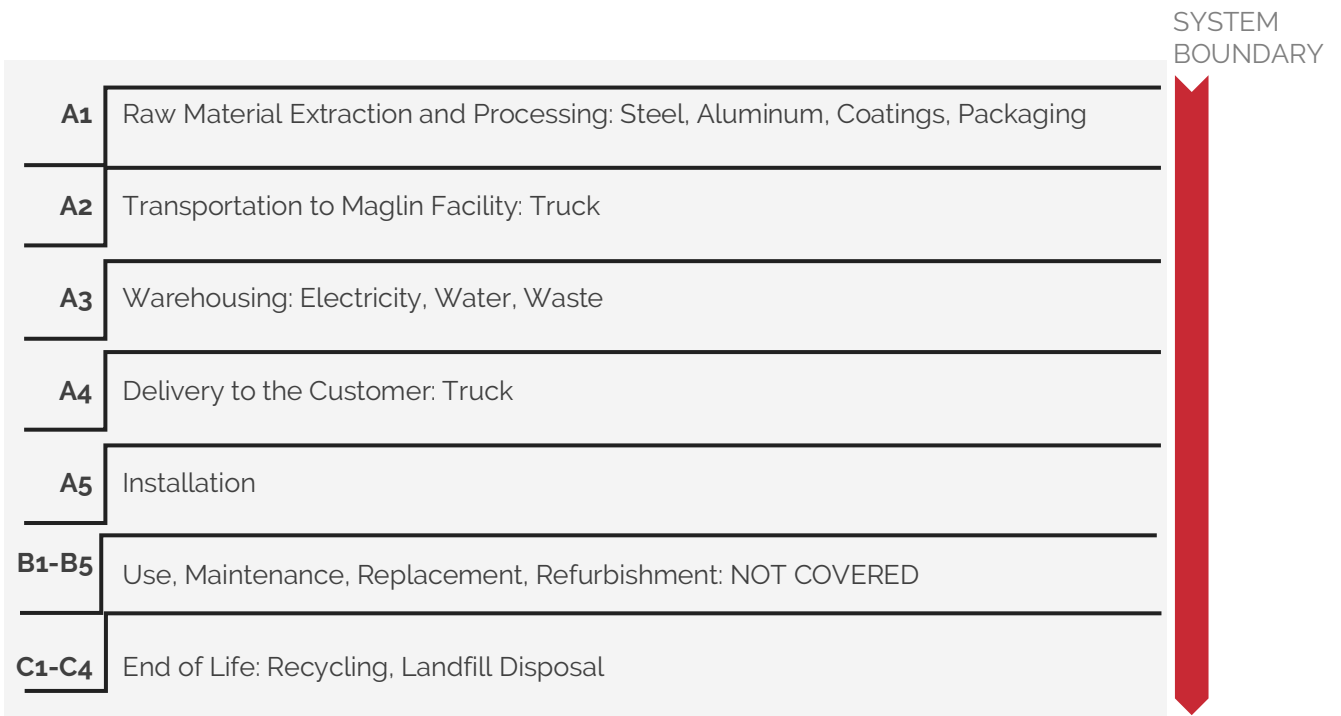 SYSTEM
BOUNDARY
A1 Raw Material Extraction and Processing: Steel, Aluminum, Coatings, Packaging
A2 Transportation to Maglin Facility: Truck
A3 Warehousing: Electricity, Water, Waste
A4 Delivery to the Customer: Truck
A5 Installation
B1-B5 Use, Maintenance, Replacement, Refurbishment: NOT COVERED
C1-C4 End of Life: Recycling, Landfill Disposal